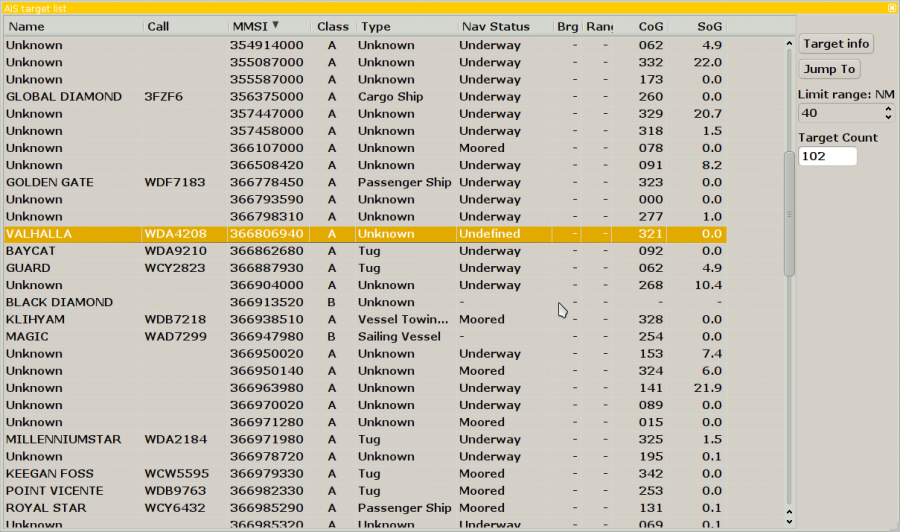 AIS target list
Name Call MMSI Class Type Nav Status Brg Rang CoG SoG
Unknown 354914000 A Unknown Underway - - 062 4.9
Unknown 355087000 A Unknown Underway - - 332 22.0
Unknown 355587000 A Unknown Underway - - 173 0.0
GLOBAL DIAMOND 3FZF6 356375000 A Cargo Ship Underway - - 260 0.0
Unknown 357447000 A Unknown Underway - - 329 20.7
Unknown 357458000 A Unknown Underway - - 318 1.5
Unknown 366107000 A Unknown Moored - - 078 0.0
Unknown 366508420 A Unknown Underway - - 091 8.2
GOLDEN GATE WDF7183 366778450 A Passenger Ship Underway - - 323 0.0
Unknown 366793590 A Unknown Underway - - 000 0.0
Unknown 366798310 A Unknown Underway - - 277 1.0
VALHALLA WDA4208 366806940 A Unknown Undefined - - 321 0.0
BAYCAT WDA9210 366862680 A Tug Underway - - 092 0.0
GUARD WCY2823 366887930 A Tug Underway - - 062 4.9
Unknown 366904000 A Unknown Underway - - 268 10.4
BLACK DIAMOND 366913520 B Unknown - - - - -
KLIHYAM WDB7218 366938510 A Vessel Towin... Moored - - 328 0.0
MAGIC WAD7299 366947980 B Sailing Vessel - - - 254 0.0
Unknown 366950020 A Unknown Underway - - 153 7.4
Unknown 366950140 A Unknown Moored - - 324 6.0
Unknown 366963980 A Unknown Underway - - 141 21.9
Unknown 366970020 A Unknown Underway - - 089 0.0
Unknown 366971280 A Unknown Moored - - 015 0.0
MILLENNIUMSTAR WDA2184 366971980 A Tug Underway - - 325 1.5
Unknown 366978720 A Unknown Underway - - 195 0.1
KEEGAN FOSS WCW5595 366979330 A Tug Moored - - 342 0.0
POINT VICENTE WDB9763 366982330 A Tug Moored - - 253 0.0
ROYAL STAR WCY6432 366985290 A Passenger Ship Moored - - 131 0.1
Unknown 366985320 A Unknown Underway - - 069 0.1
Target info
Jump To
Limit range: NM
40
Target Count
102